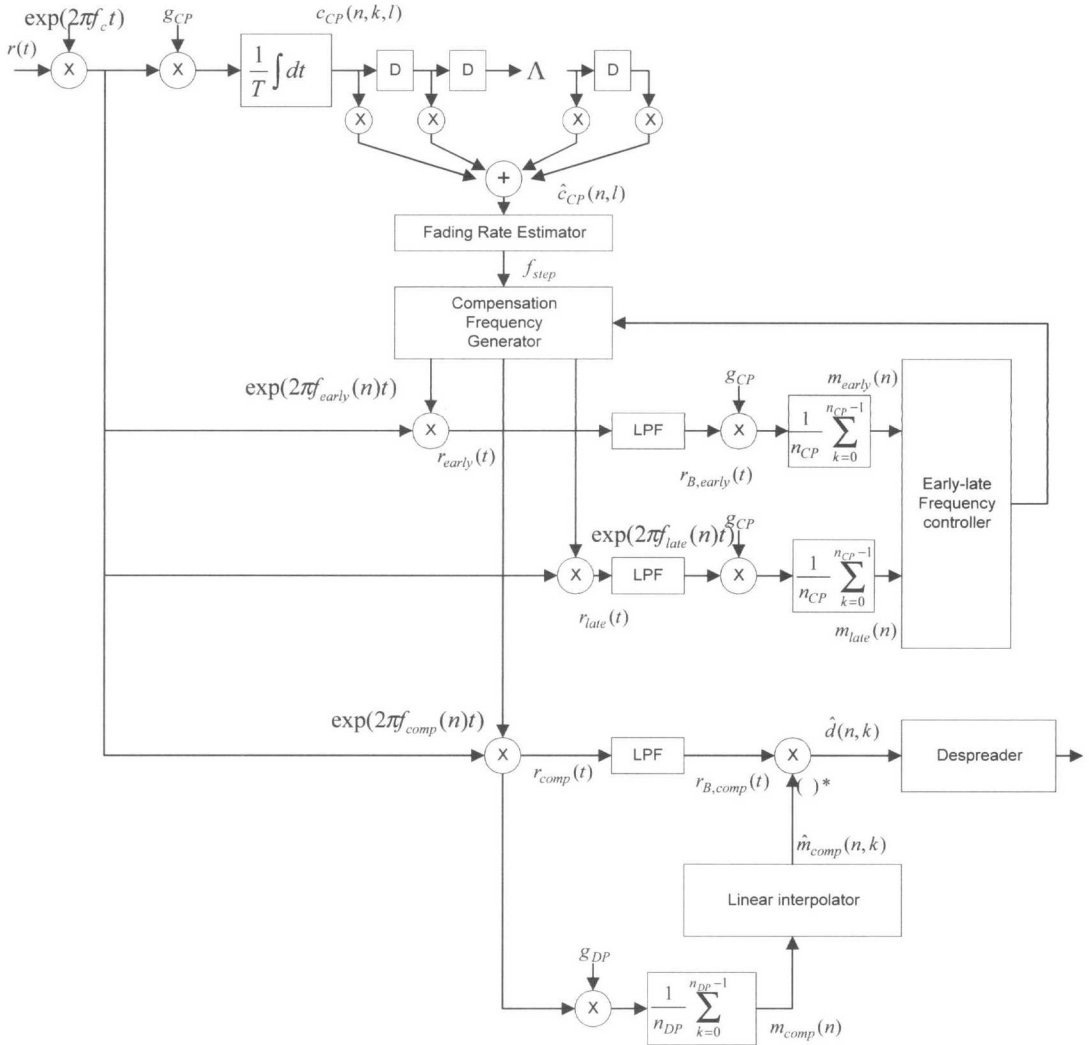 exp(2πf_c t)
g_CP
c_CP(n,k,l)
r(t)
X
X
1/T ∫dt
D
D
Λ
D
X
X
X
X
+
ĉ_CP(n,l)
Fading Rate Estimator
f_step
Compensation
Frequency
Generator
exp(2πf_early(n)t)
X
r_early(t)
LPF
g_CP
X
r_B,early(t)
1/n_CP ∑_{k=0}^{n_CP-1}
m_early(n)
Early-late
Frequency
controller
exp(2πf_late(n)t)
X
r_late(t)
LPF
g_CP
X
1/n_CP ∑_{k=0}^{n_CP-1}
m_late(n)
exp(2πf_comp(n)t)
X
r_comp(t)
LPF
r_B,comp(t)
X
( )*
d̂(n,k)
Despreader
m̂_comp(n,k)
Linear interpolator
g_DP
X
1/n_DP ∑_{k=0}^{n_DP-1}
m_comp(n)